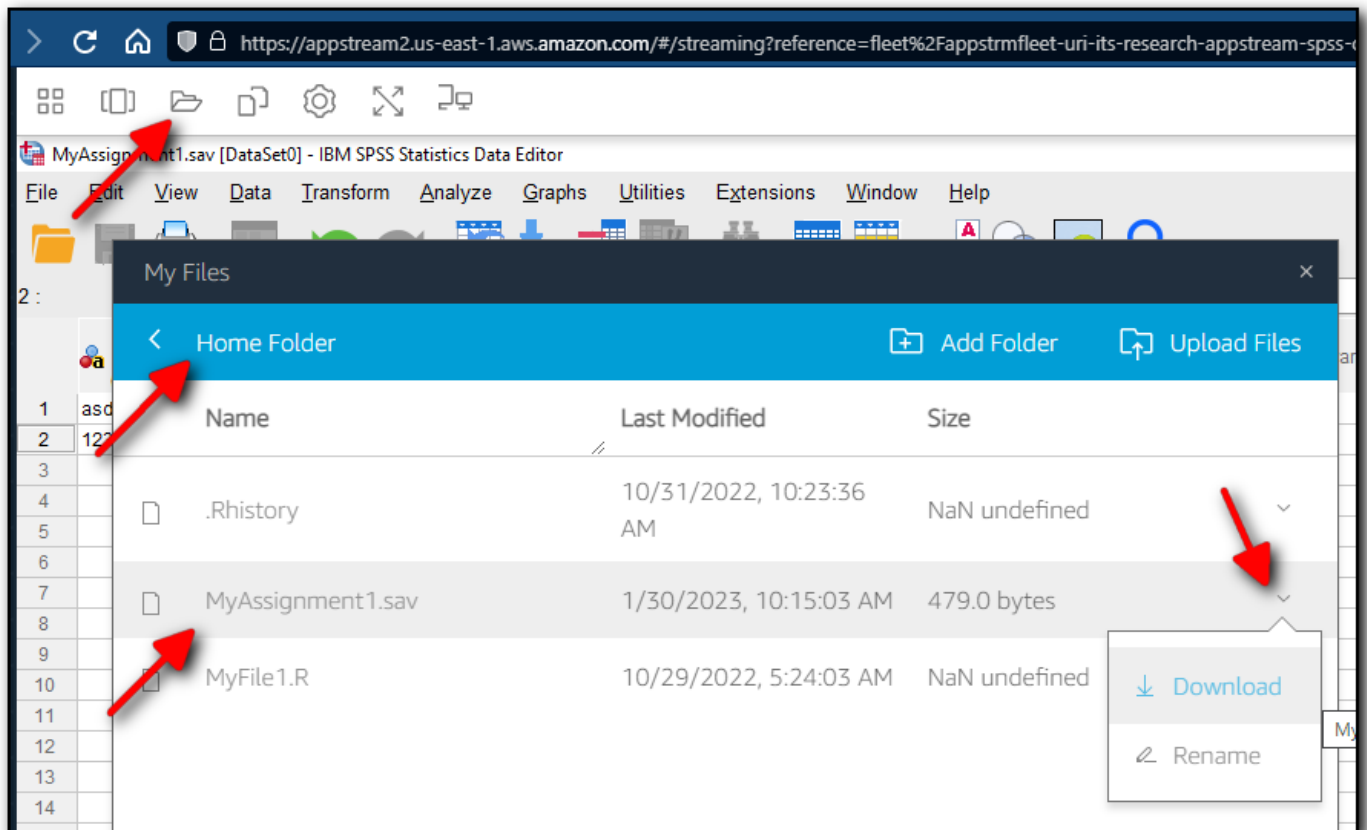 https://appstream2.us-east-1.aws.amazon.com/#/streaming?reference=fleet%2Fappstrmfleet-uri-its-research-appstream-spss-
MyAssignment1.sav [DataSet0] - IBM SPSS Statistics Data Editor
File Edit View Data Transform Analyze Graphs Utilities Extensions Window Help
A
My Files ×
2 :
Home Folder Add Folder Upload Files
a ar
1 asd
Name Last Modified Size
2 123
3
4
.Rhistory 10/31/2022, 10:23:36 AM NaN undefined
5
6
7
MyAssignment1.sav 1/30/2023, 10:15:03 AM 479.0 bytes
8
9
MyFile1.R 10/29/2022, 5:24:03 AM NaN undefined
10
Download
11
My
12
Rename
13
14